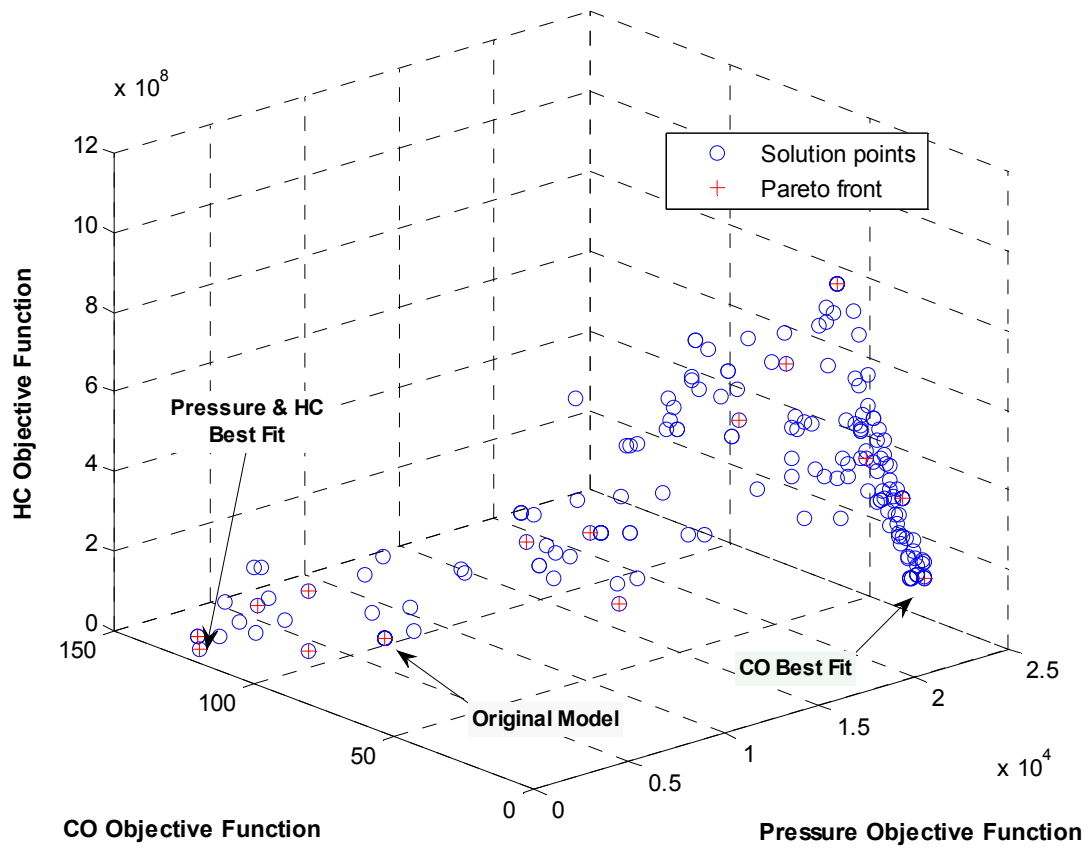 x 10^8
12
10
8
6
4
2
0
HC Objective Function
Solution points
Pareto front
Pressure & HC
Best Fit
Original Model
CO Best Fit
150
100
50
0
CO Objective Function
0
0.5
1
1.5
2
2.5
x 10^4
Pressure Objective Function